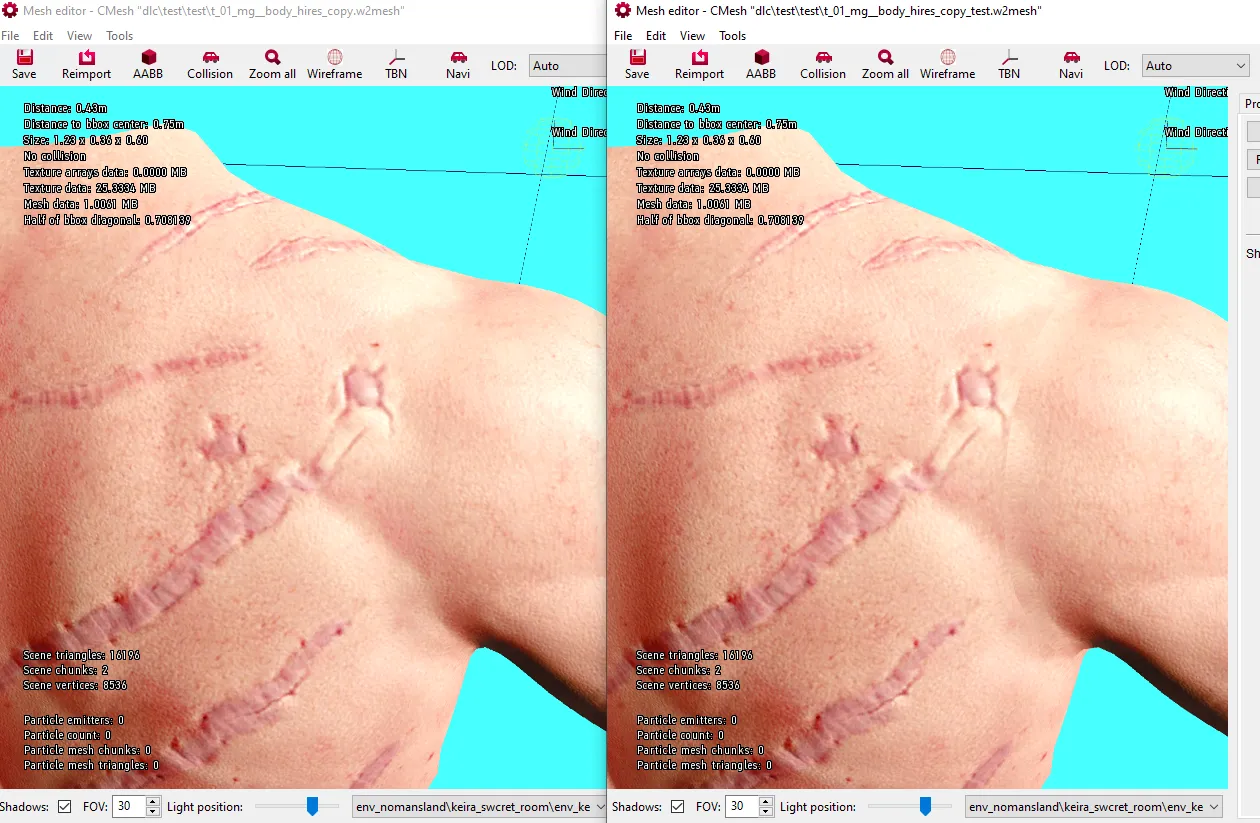 Mesh editor - CMesh "dlc\test\test\t_01_mg__body_hires_copy.w2mesh"
File Edit View Tools
Save Reimport AABB Collision Zoom all Wireframe TBN Navi LOD: Auto
Wind Direc
Distance: 0.43m
Distance to bbox center: 0.75m
Wind Direc
Size: 1.23 x 0.36 x 0.60
No collision
Texture arrays data: 0.0000 MB
Texture data: 25.3334 MB
Mesh data: 1.0061 MB
Half of bbox diagonal: 0.708139
Scene triangles: 16196
Scene chunks: 2
Scene vertices: 8536
Particle emitters: 0
Particle count: 0
Particle mesh chunks: 0
Particle mesh triangles: 0
Shadows: FOV: 30 Light position: env_nomansland\keira_swcret_room\env_ke
Mesh editor - CMesh "dlc\test\test\t_01_mg__body_hires_copy_test.w2mesh"
File Edit View Tools
Save Reimport AABB Collision Zoom all Wireframe TBN Navi LOD: Auto
Wind Directi
Distance: 0.43m
Distance to bbox center: 0.75m
Wind Directi
Size: 1.23 x 0.36 x 0.60
No collision
Texture arrays data: 0.0000 MB
Texture data: 25.3334 MB
Mesh data: 1.0061 MB
Half of bbox diagonal: 0.708139
Scene triangles: 16196
Scene chunks: 2
Scene vertices: 8536
Particle emitters: 0
Particle count: 0
Particle mesh chunks: 0
Particle mesh triangles: 0
Shadows: FOV: 30 Light position: env_nomansland\keira_swcret_room\env_ke
Pro
Sh